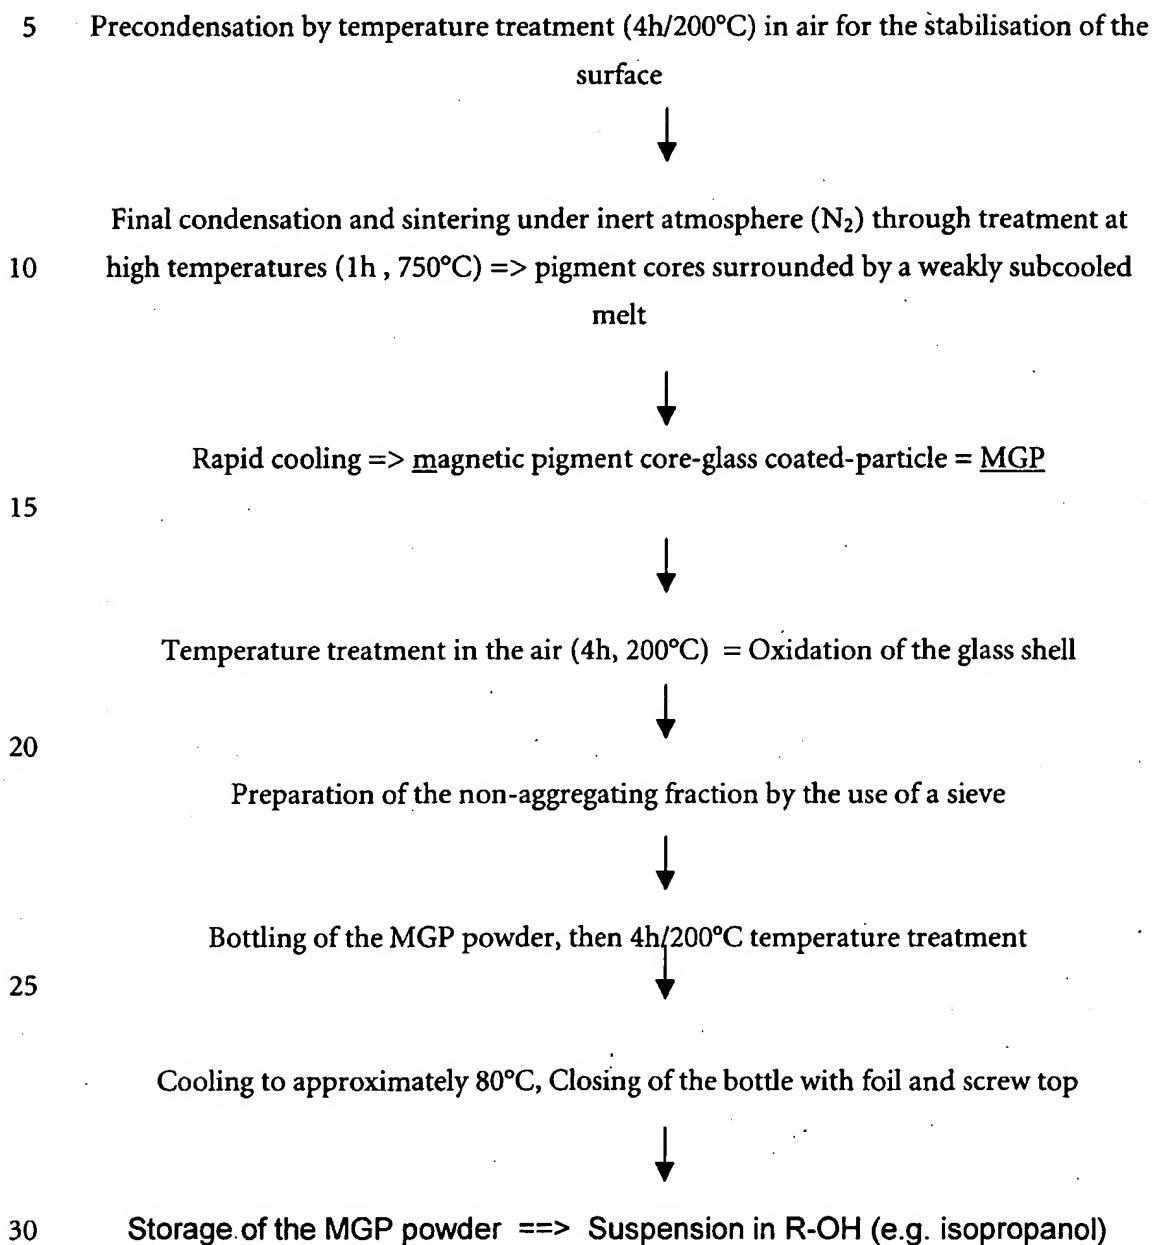 5 Precondensation by temperature treatment (4h/200°C) in air for the stabilisation of the
surface
Final condensation and sintering under inert atmosphere (N₂) through treatment at
10 high temperatures (1h , 750°C) => pigment cores surrounded by a weakly subcooled
melt
Rapid cooling => magnetic pigment core-glass coated-particle = MGP
15
Temperature treatment in the air (4h, 200°C) = Oxidation of the glass shell
20
Preparation of the non-aggregating fraction by the use of a sieve
Bottling of the MGP powder, then 4h/200°C temperature treatment
25
Cooling to approximately 80°C, Closing of the bottle with foil and screw top
30 Storage of the MGP powder ==> Suspension in R-OH (e.g. isopropanol)